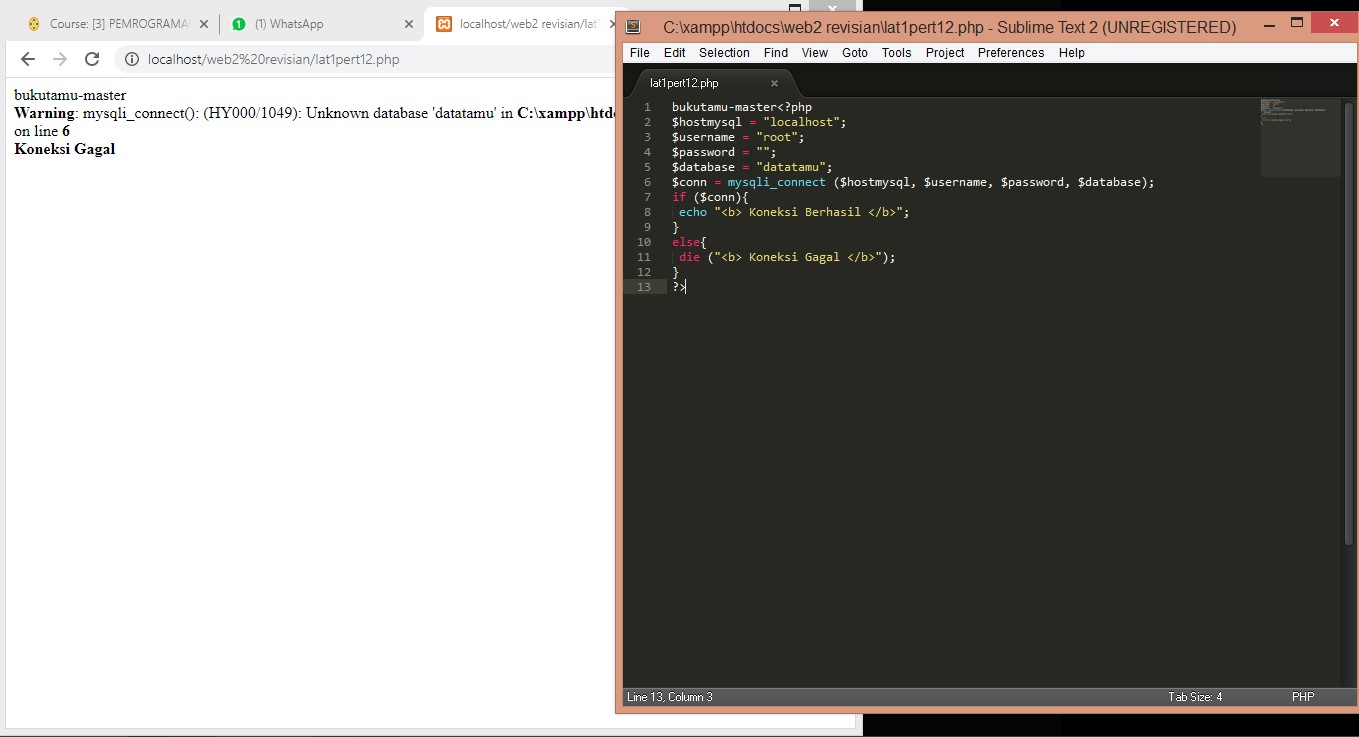 Course: [3] PEMROGRAMA
(1) WhatsApp
localhost/web2 revisian/lat
localhost/web2%20revisian/lat1pert12.php
bukutamu-master
Warning: mysqli_connect(): (HY000/1049): Unknown database 'datatamu' in C:\xampp\htdo
on line 6
Koneksi Gagal
C:\xampp\htdocs\web2 revisian\lat1pert12.php - Sublime Text 2 (UNREGISTERED)
File Edit Selection Find View Goto Tools Project Preferences Help
lat1pert12.php
1 bukutamu-master<?php
2 $hostmysql = "localhost";
3 $username = "root";
4 $password = "";
5 $database = "datatamu";
6 $conn = mysqli_connect ($hostmysql, $username, $password, $database);
7 if ($conn){
8 echo "<b> Koneksi Berhasil </b>";
9 }
10 else{
11 die ("<b> Koneksi Gagal </b>");
12 }
13 ?>
Line 13, Column 3 Tab Size: 4 PHP